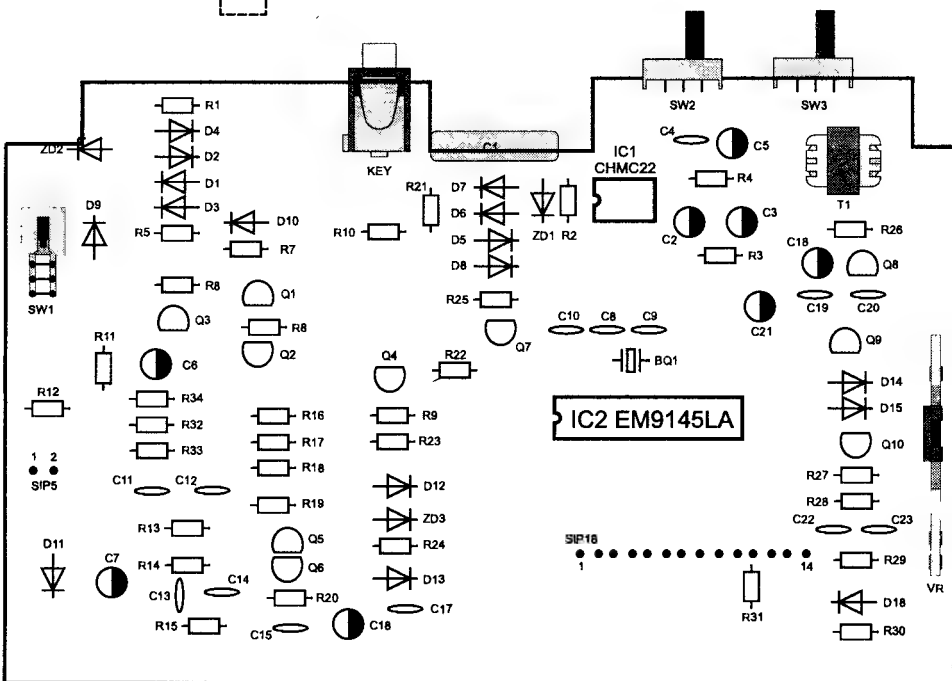 SW2 SW3
R1
D4
D2
D1
D3
R5
ZD2
D9
D10
R7
R8
SW1
KEY
C1
R21
R10
D7
D6
D5
D8
ZD1 R2
IC1
CHMC22
C4
C5
R4
C2
C3
R3
T1
R26
C18
Q8
C19 C20
C21
R25
Q7
C10 C8 C9
BQ1
Q9
Q1
Q3
R8
Q2
R11
C6
Q4
R22
R12
R34
R32
R33
R16
R17
R18
R19
R9
R23
IC2 EM9145LA
D14
D15
Q10
R27
R28
C22 C23
1 2
SIP5
C11 C12
D12
ZD3
R24
D13
R13
R14
Q5
Q6
D11
C7
C13
C14
R20
R15
C15
C18
C17
SIP18
1 14
R31
R29
D18
R30
VR